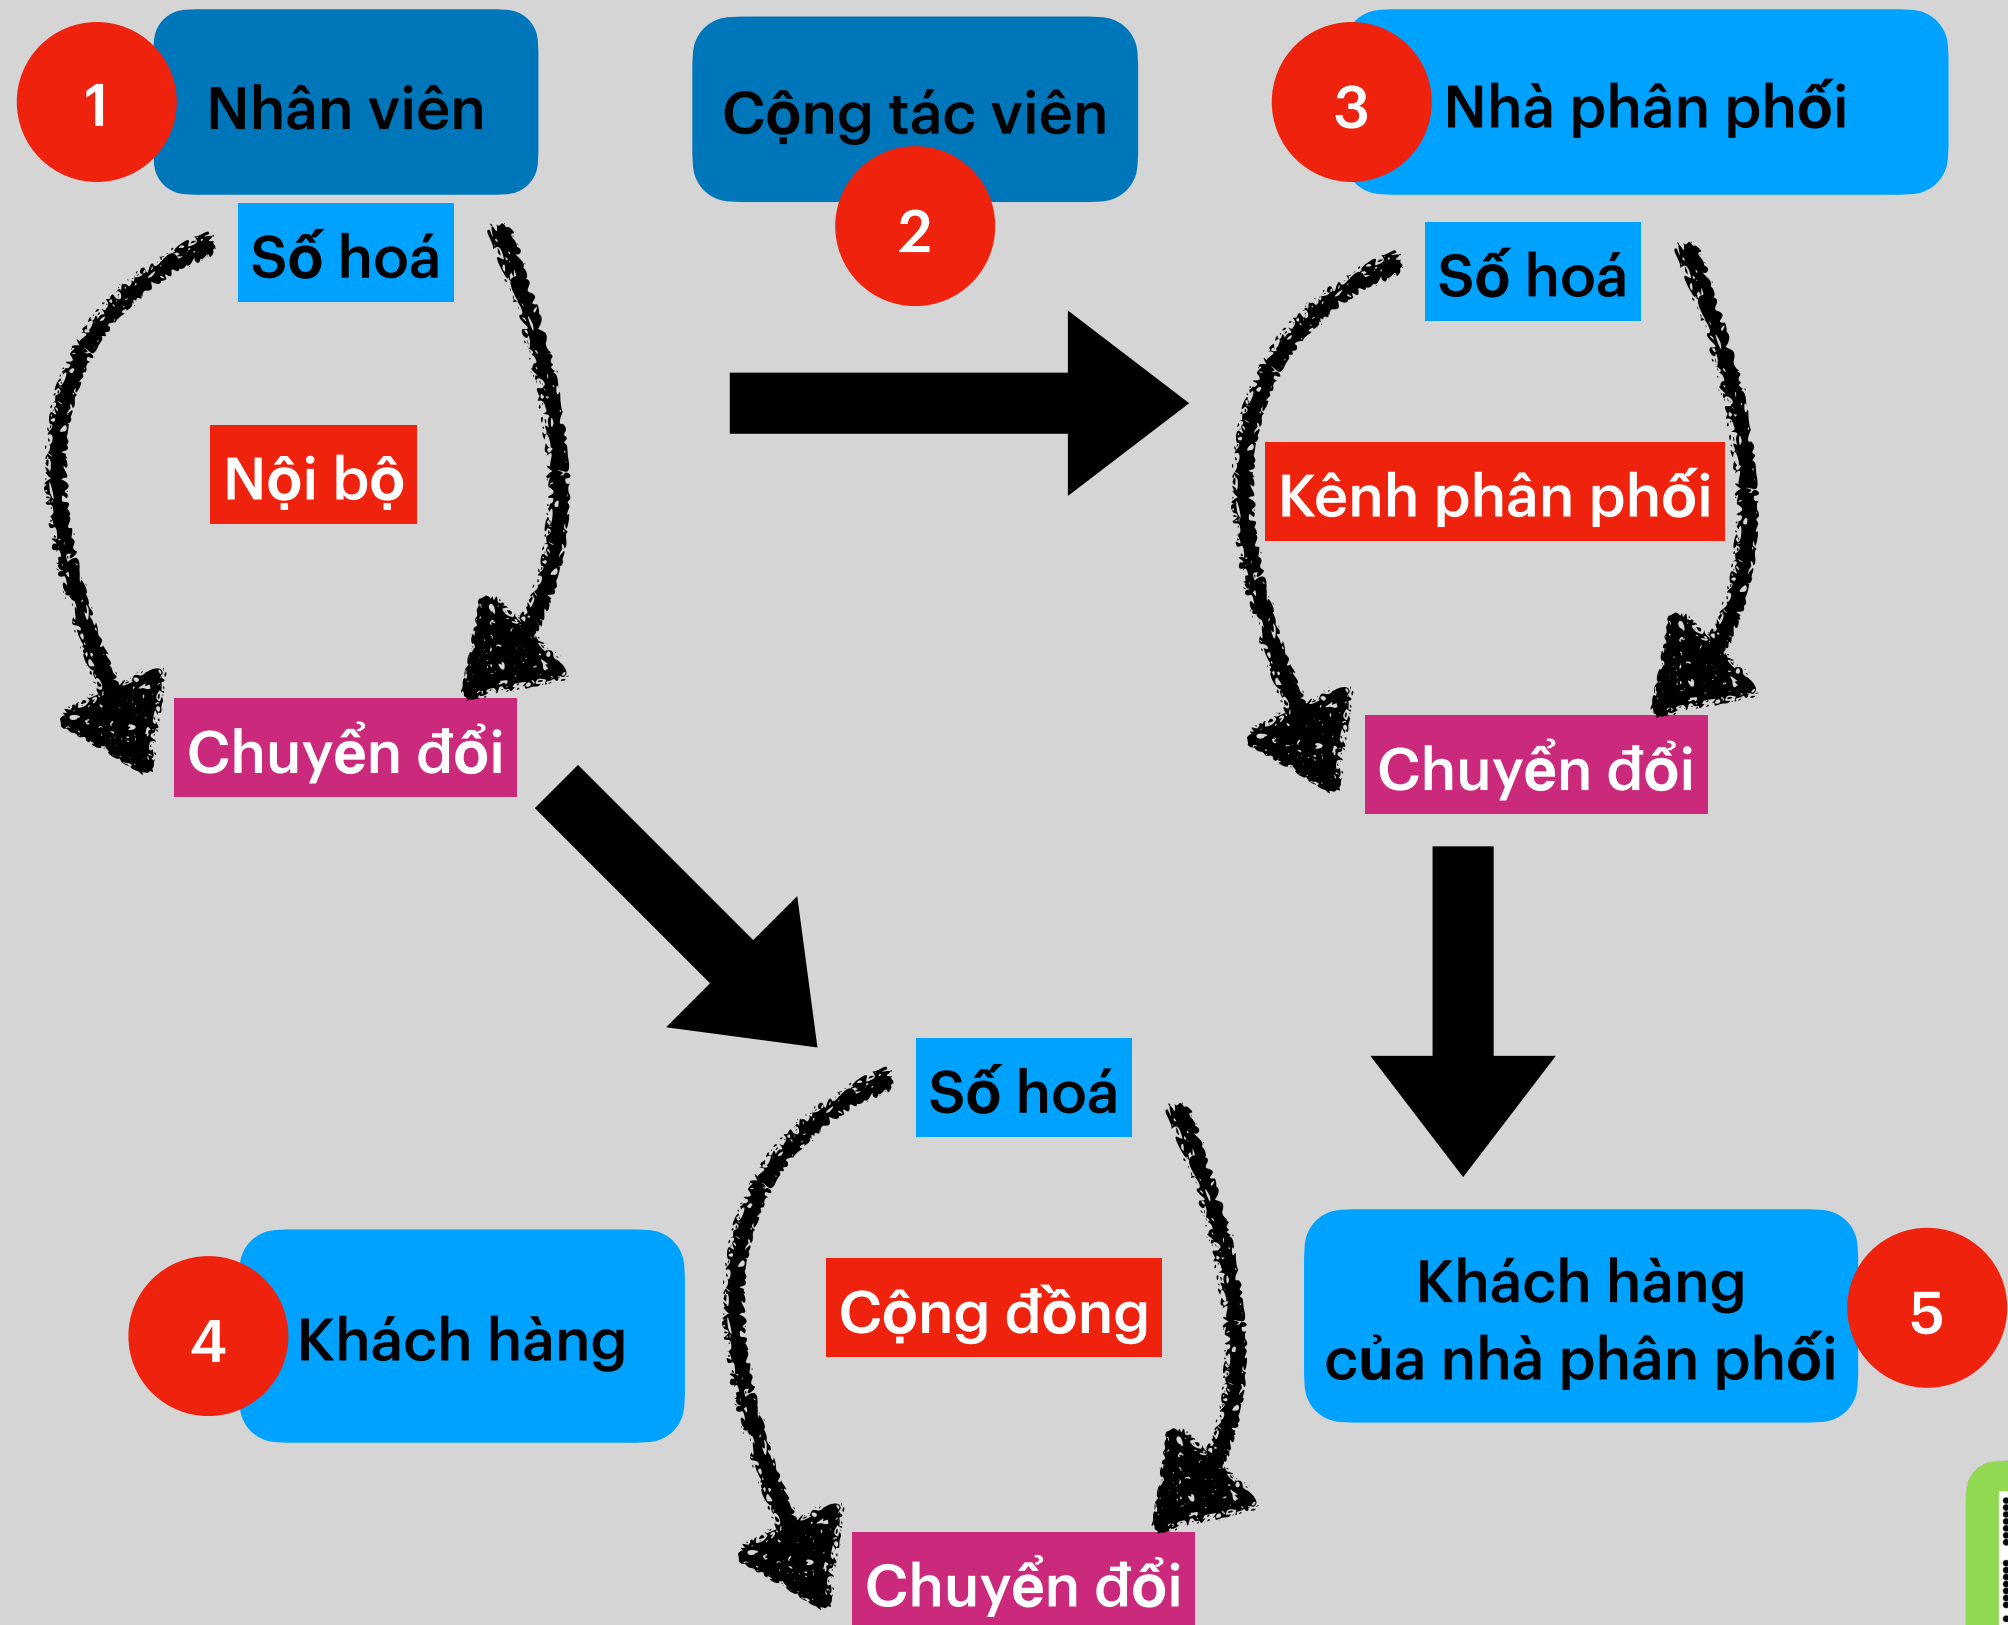 1
Nhân viên
Cộng tác viên
2
3
Nhà phân phối
Số hoá
Nội bộ
Chuyển đổi
Số hoá
Kênh phân phối
Chuyển đổi
Số hoá
Cộng đồng
Chuyển đổi
4
Khách hàng
Khách hàng
của nhà phân phối
5